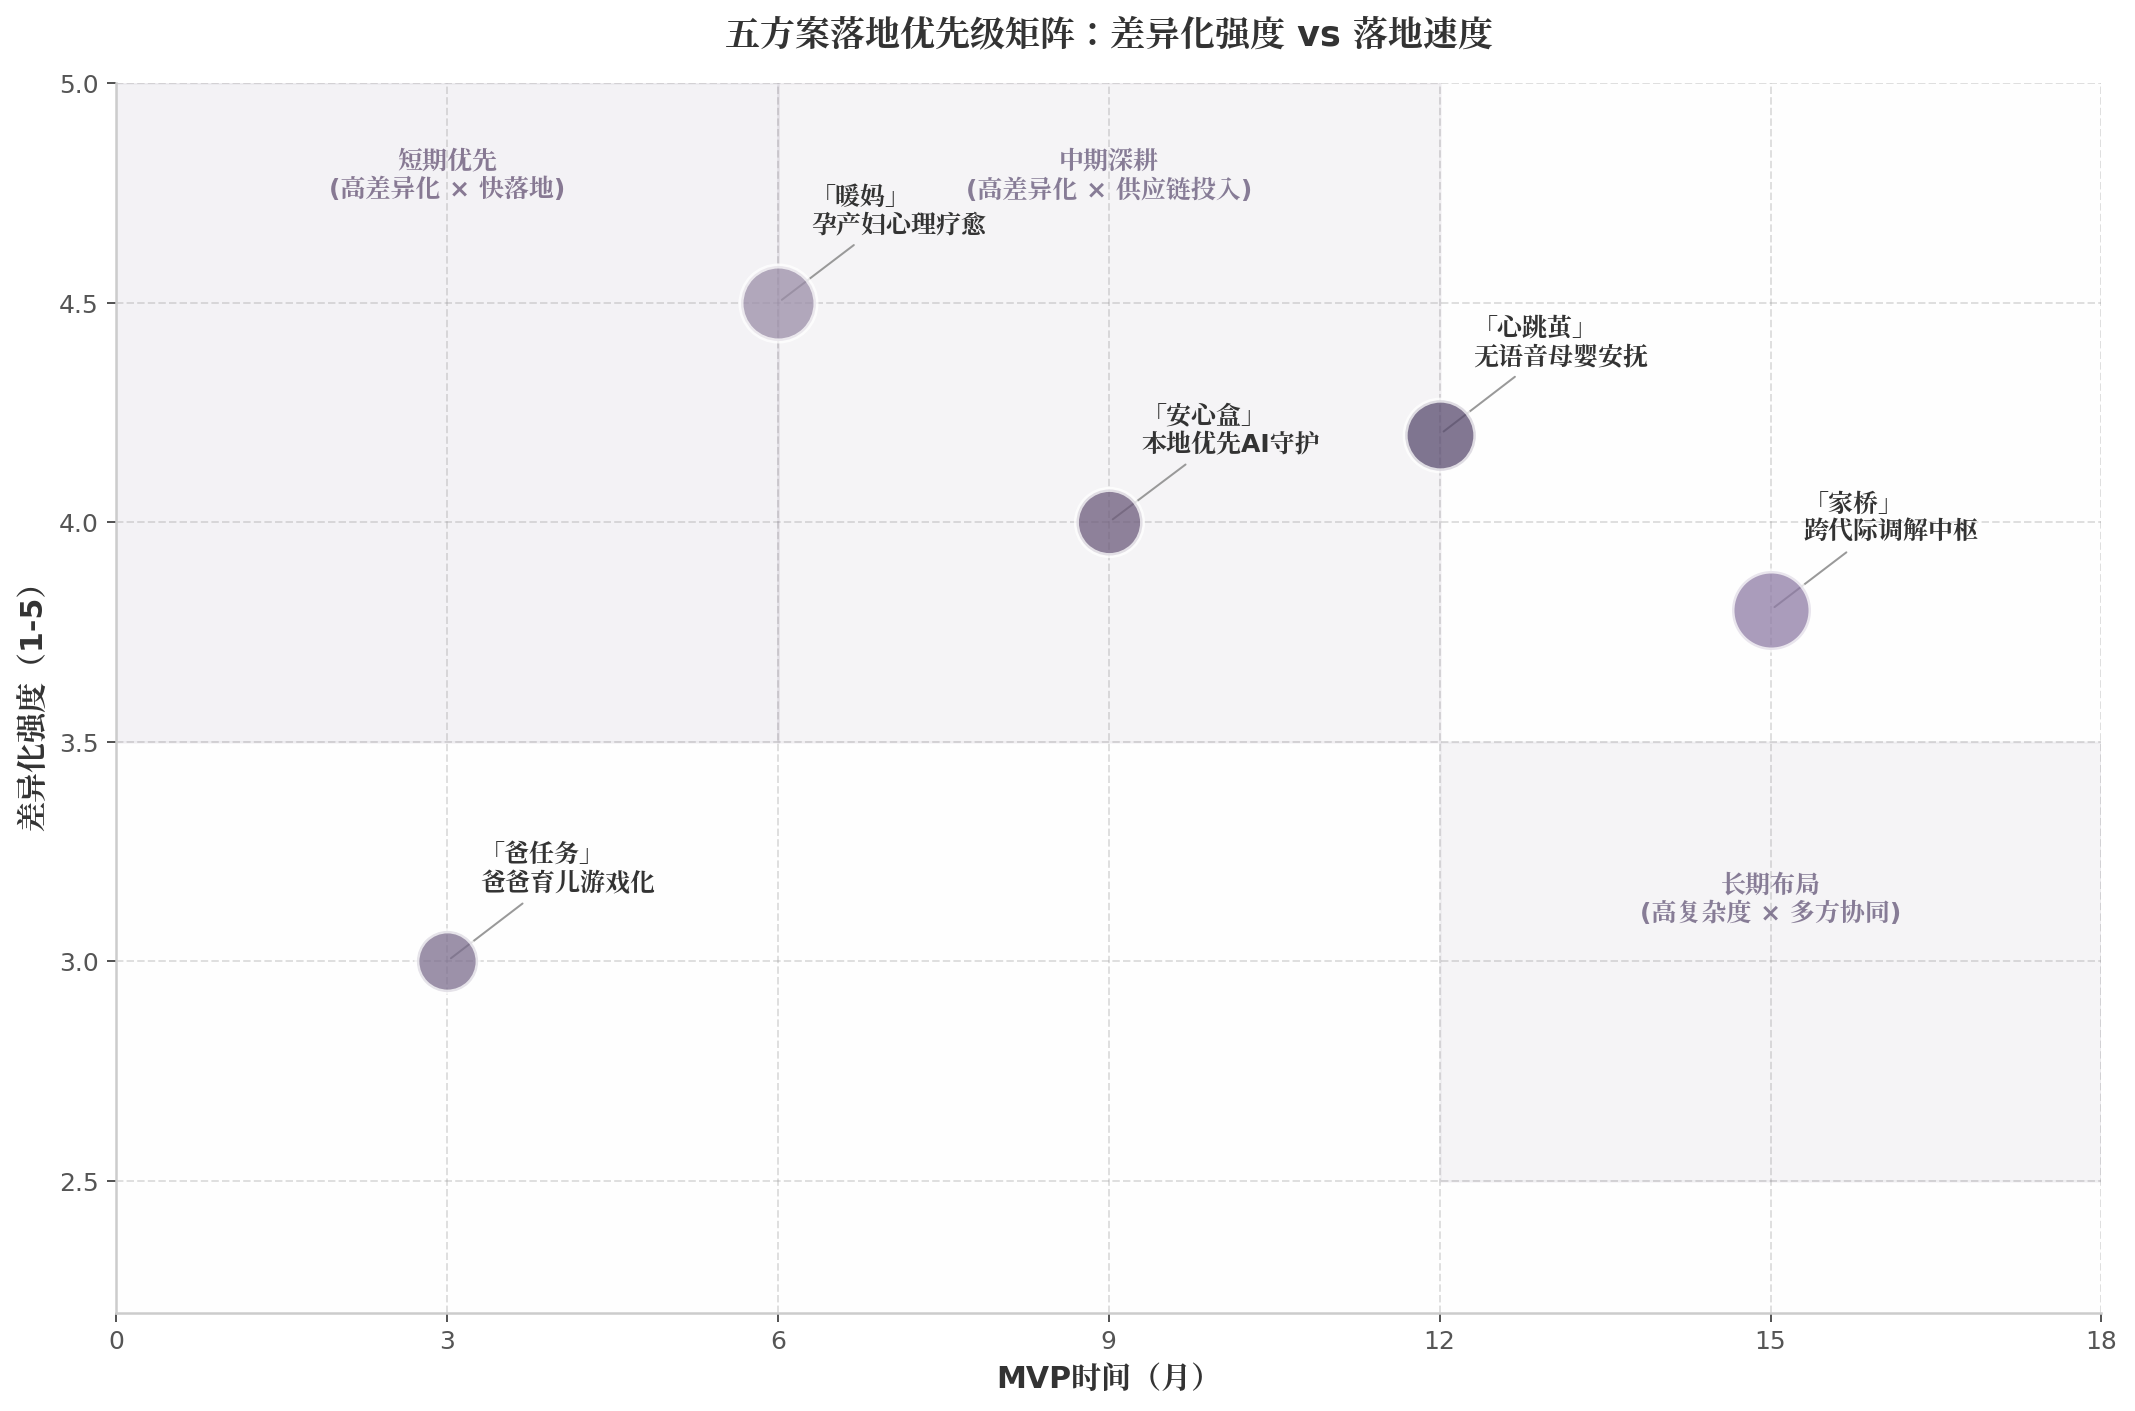 五方案落地优先级矩阵：差异化强度 vs 落地速度
差异化强度（1-5）
5.0
4.5
4.0
3.5
3.0
2.5
短期优先
(高差异化 × 快落地)
中期深耕
(高差异化 × 供应链投入)
「暖妈」
孕产妇心理疗愈
「心跳茧」
无语音母婴安抚
「安心盒」
本地优先AI守护
「家桥」
跨代际调解中枢
「爸任务」
爸爸育儿游戏化
长期布局
(高复杂度 × 多方协同)
0
3
6
9
12
15
18
MVP时间（月）